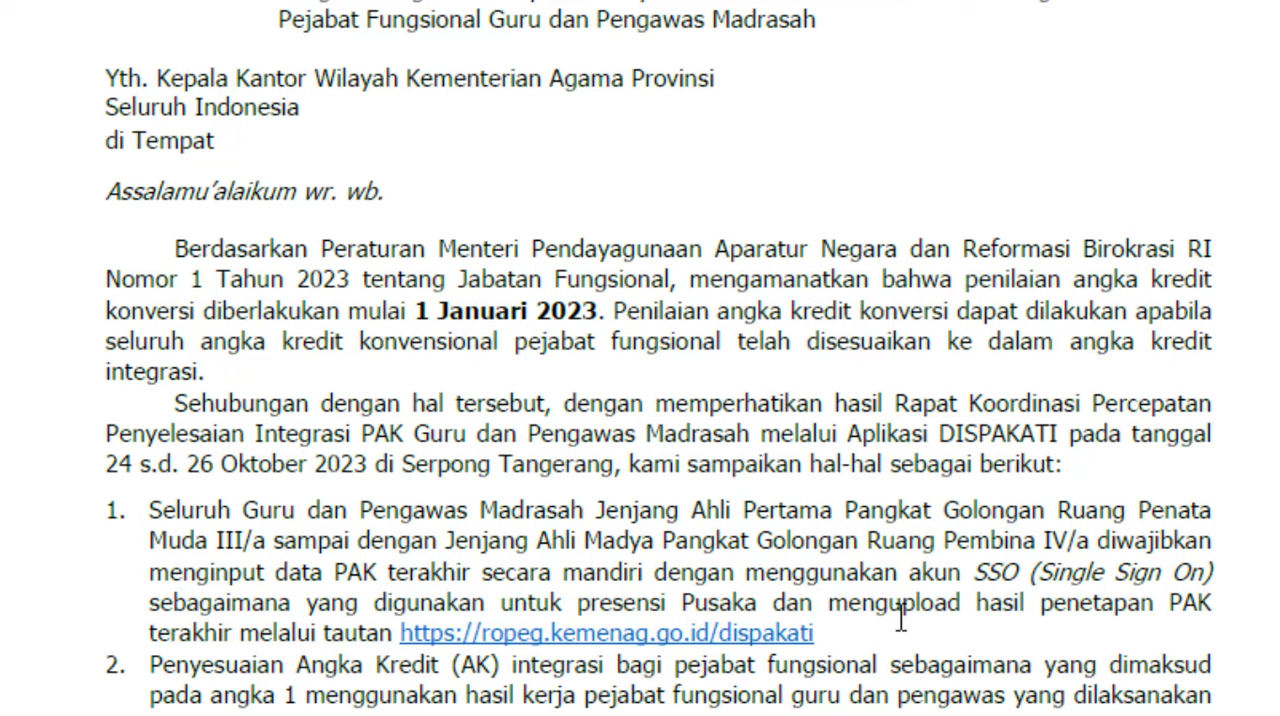 Pejabat Fungsional Guru dan Pengawas Madrasah
Yth. Kepala Kantor Wilayah Kementerian Agama Provinsi
Seluruh Indonesia
di Tempat
Assalamu’alaikum wr. wb.
Berdasarkan Peraturan Menteri Pendayagunaan Aparatur Negara dan Reformasi Birokrasi RI
Nomor 1 Tahun 2023 tentang Jabatan Fungsional, mengamanatkan bahwa penilaian angka kredit
konversi diberlakukan mulai 1 Januari 2023. Penilaian angka kredit konversi dapat dilakukan apabila
seluruh angka kredit konvensional pejabat fungsional telah disesuaikan ke dalam angka kredit
integrasi.
Sehubungan dengan hal tersebut, dengan memperhatikan hasil Rapat Koordinasi Percepatan
Penyelesaian Integrasi PAK Guru dan Pengawas Madrasah melalui Aplikasi DISPAKATI pada tanggal
24 s.d. 26 Oktober 2023 di Serpong Tangerang, kami sampaikan hal-hal sebagai berikut:
1. Seluruh Guru dan Pengawas Madrasah Jenjang Ahli Pertama Pangkat Golongan Ruang Penata
Muda III/a sampai dengan Jenjang Ahli Madya Pangkat Golongan Ruang Pembina IV/a diwajibkan
menginput data PAK terakhir secara mandiri dengan menggunakan akun SSO (Single Sign On)
sebagaimana yang digunakan untuk presensi Pusaka dan mengupload hasil penetapan PAK
terakhir melalui tautan https://ropeg.kemenag.go.id/dispakati
2. Penyesuaian Angka Kredit (AK) integrasi bagi pejabat fungsional sebagaimana yang dimaksud
pada angka 1 menggunakan hasil kerja pejabat fungsional guru dan pengawas yang dilaksanakan